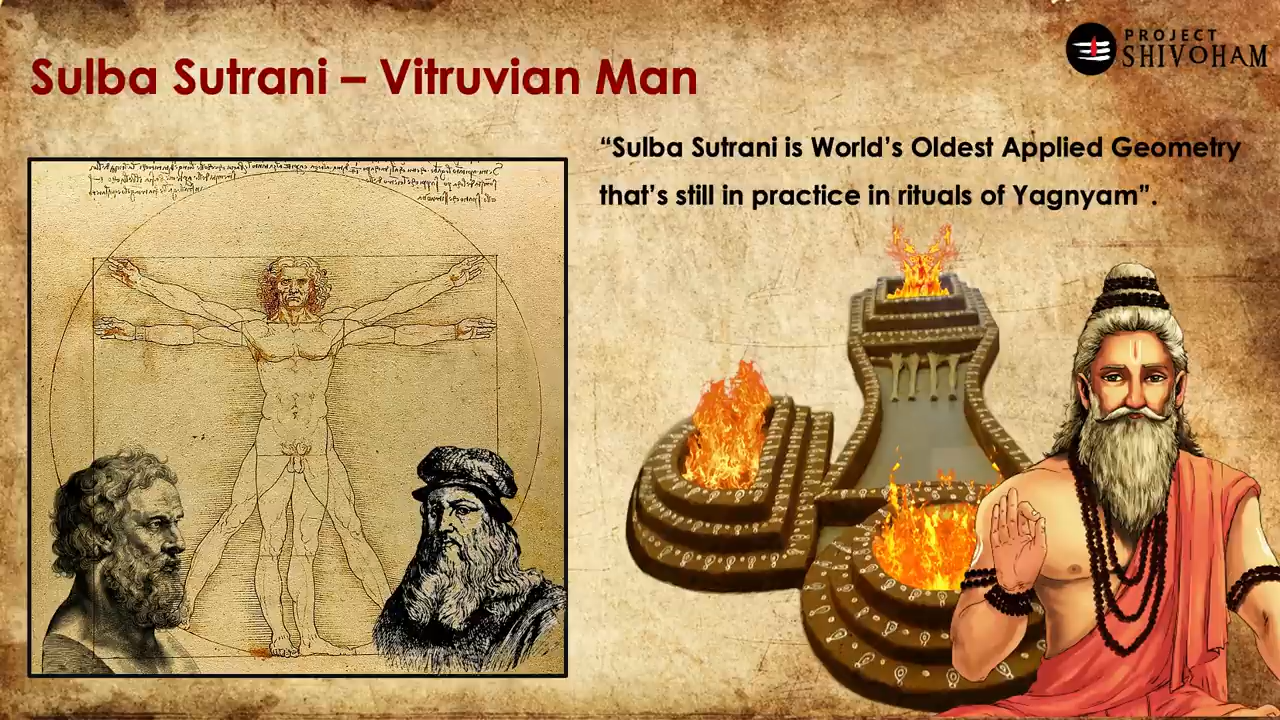 PROJECT
SHIVOHAM
Sulba Sutrani – Vitruvian Man
“Sulba Sutrani is World’s Oldest Applied Geometry
that’s still in practice in rituals of Yagnyam”.